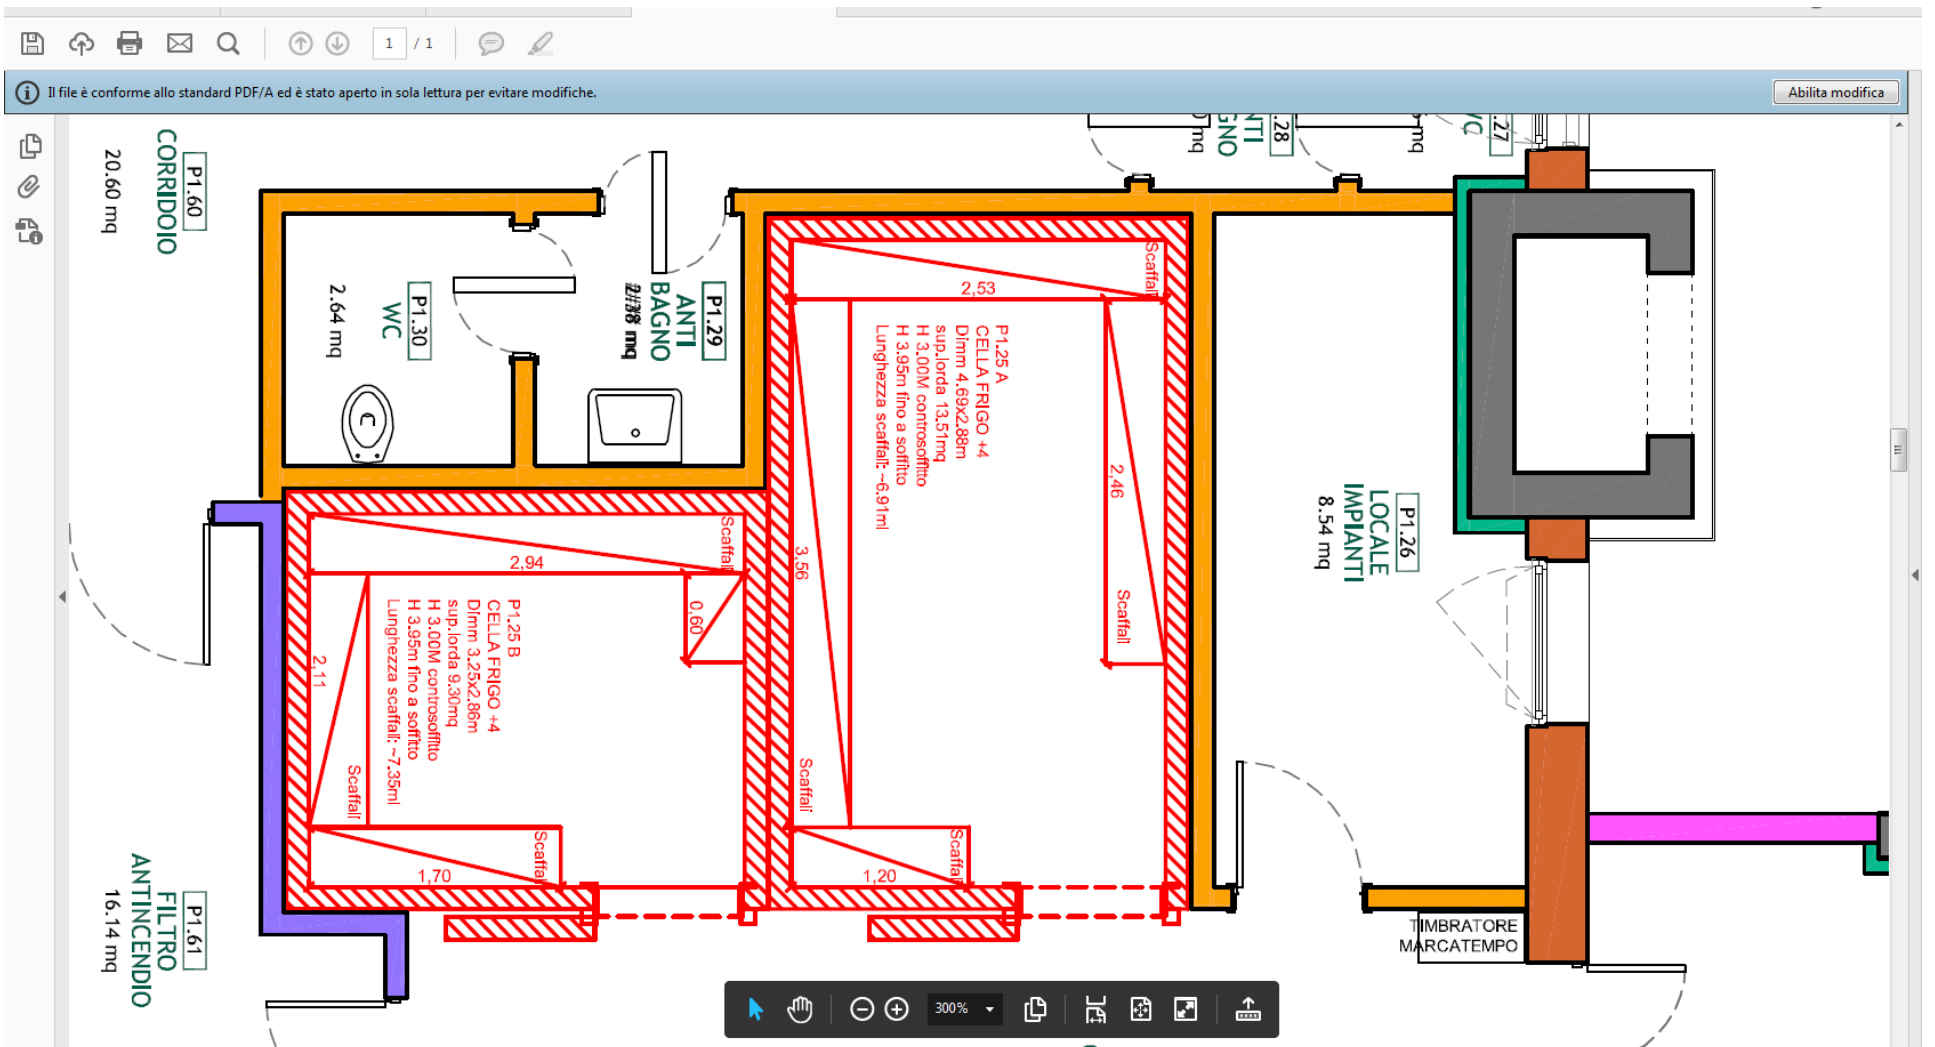 1 / 1
Il file è conforme allo standard PDF/A ed è stato aperto in sola lettura per evitare modifiche.
Abilita modifica
P1.60
CORRIDOIO
20.60 mq
P1.30
WC
2.64 mq
P1.29
ANTI
BAGNO
mq
.28
NTI
GNO
mq
mq
.27
Scaffali
2,53
P1.25 A
CELLA FRIGO +4
Dimm 4.69x2.88m
sup.lorda 13.51mq
H 3.00M controsoffitto
H 3.95m fino a soffitto
Lunghezza scaffali: ~6.91ml
2,46
Scaffali
3,56
Scaffali
Scaffali
1,20
P1.26
LOCALE
IMPIANTI
8.54 mq
Scaffali
2,94
0,60
P1.25 B
CELLA FRIGO +4
Dimm 3.25x2.86m
sup.lorda 9.30mq
H 3.00M controsoffitto
H 3.95m fino a soffitto
Lunghezza scaffali: ~7.35ml
2,11
Scaffali
Scaffali
1,70
P1.61
FILTRO
ANTINCENDIO
16.14 mq
TIMBRATORE
MARCATEMPO
300%